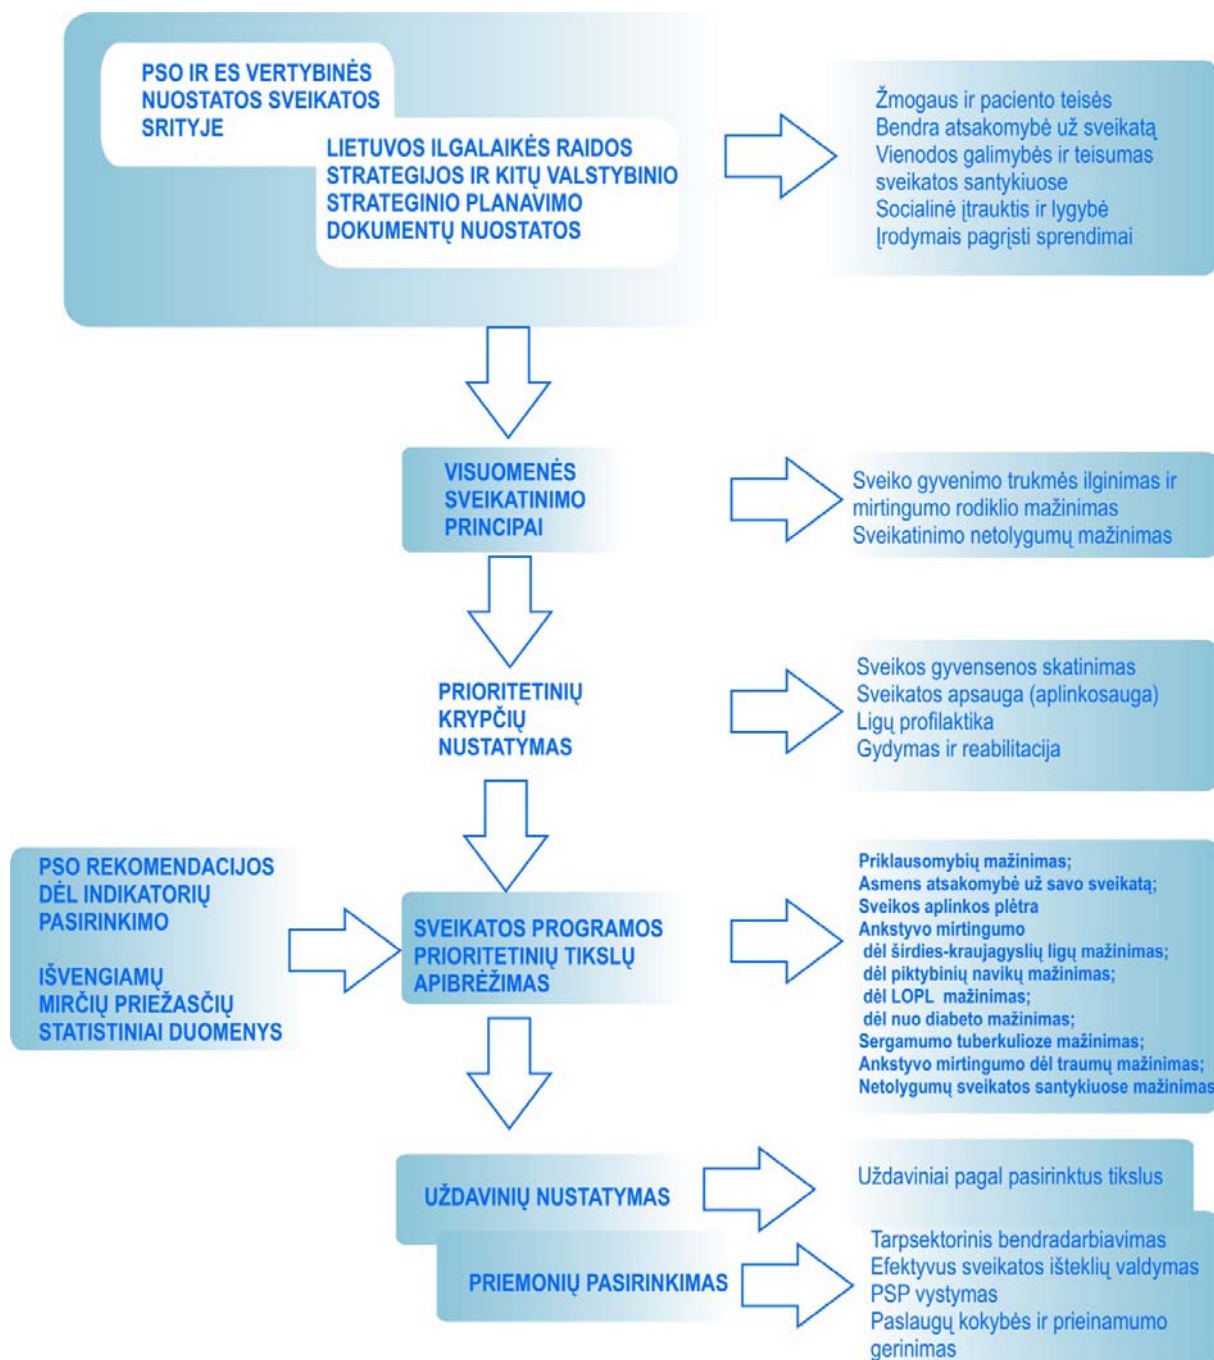 PSO IR ES VERTYBINĖS
NUOSTATOS SVEIKATOS
SRITYJE
LIETUVOS ILGALAIKĖS RAIDOS
STRATEGIJOS IR KITŲ VALSTYBINIO
STRATEGINIO PLANAVIMO
DOKUMENTŲ NUOSTATOS
Žmogaus ir paciento teisės
Bendra atsakomybė už sveikatą
Vienodos galimybės ir teisumas
sveikatos santykiuose
Socialinė įtrauktis ir lygybė
Įrodymais pagrįsti sprendimai
VISUOMENĖS
SVEIKATINIMO
PRINCIPAI
Sveiko gyvenimo trukmės ilginimas ir
mirtingumo rodiklio mažinimas
Sveikatinimo netolygumų mažinimas
PRIORITETINIŲ
KRYPČIŲ
NUSTATYMAS
Sveikos gyvensenos skatinimas
Sveikatos apsauga (aplinkosauga)
Ligų profilaktika
Gydymas ir reabilitacija
PSO REKOMENDACIJOS
DĖL INDIKATORIŲ
PASIRINKIMO
IŠVENGIAMŲ
MIRČIŲ PRIEŽASČIŲ
STATISTINIAI DUOMENYS
SVEIKATOS PROGRAMOS
PRIORITETINIŲ TIKSLŲ
APIBRĖŽIMAS
Priklausomybių mažinimas;
Asmens atsakomybė už savo sveikatą;
Sveikos aplinkos plėtra
Ankstyvo mirtingumo
dėl širdies-kraujagyslių ligų mažinimas;
dėl piktybinių navikų mažinimas;
dėl LOPL mažinimas;
dėl nuo diabeto mažinimas;
Sergamumo tuberkulioze mažinimas;
Ankstyvo mirtingumo dėl traumų mažinimas;
Netolygumų sveikatos santykiuose mažinimas
UŽDAVINIŲ NUSTATYMAS
Uždaviniai pagal pasirinktus tikslus
PRIEMONIŲ PASIRINKIMAS
Tarpsektorinis bendradarbiavimas
Efektyvus sveikatos išteklių valdymas
PSP vystymas
Paslaugų kokybės ir prieinamumo
gerinimas